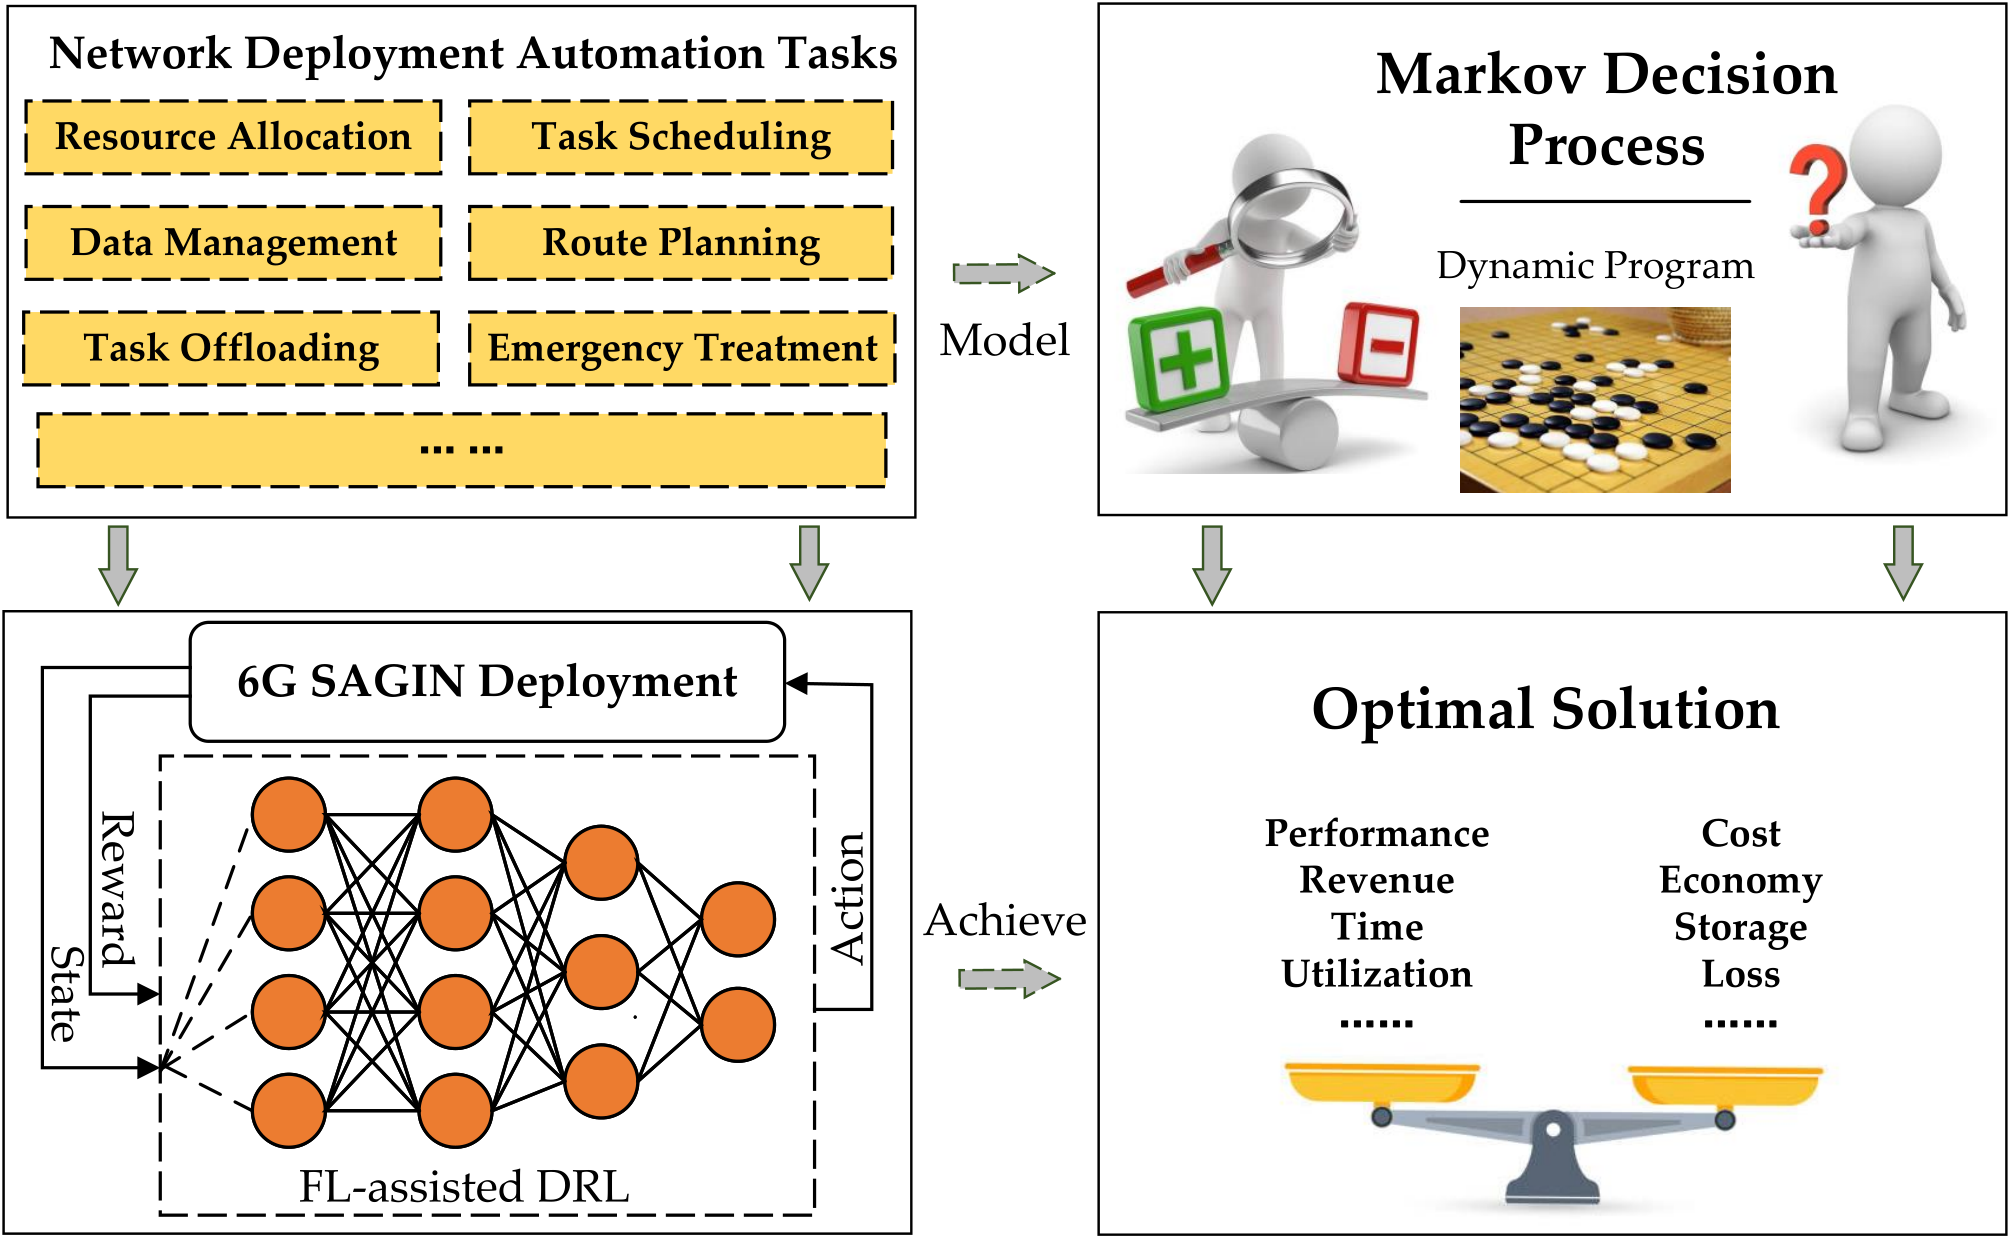 Network Deployment Automation Tasks
Resource Allocation
Task Scheduling
Data Management
Route Planning
Task Offloading
Emergency Treatment
... ...
Model
Markov Decision
Process
?
Dynamic Program
6G SAGIN Deployment
Reward
State
Action
FL-assisted DRL
Achieve
Optimal Solution
Performance
Revenue
Time
Utilization
......
Cost
Economy
Storage
Loss
......